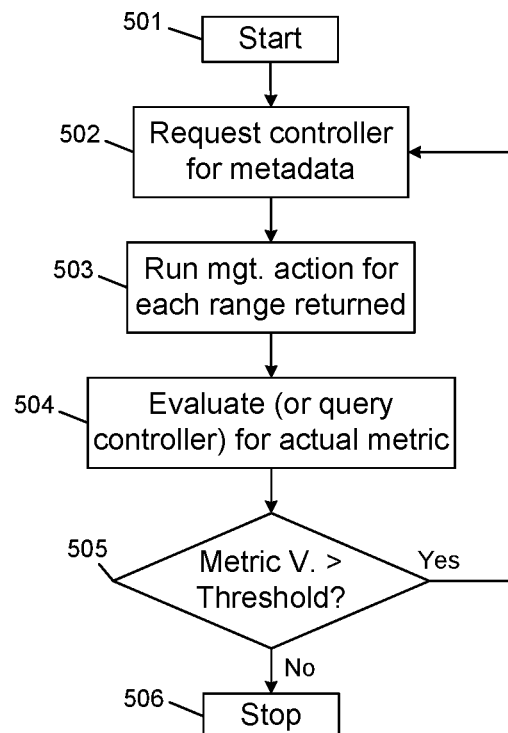 501
Start
502
Request controller
for metadata
503
Run mgt. action for
each range returned
504
Evaluate (or query
controller) for actual metric
505
Metric V. >
Threshold?
Yes
No
506
Stop